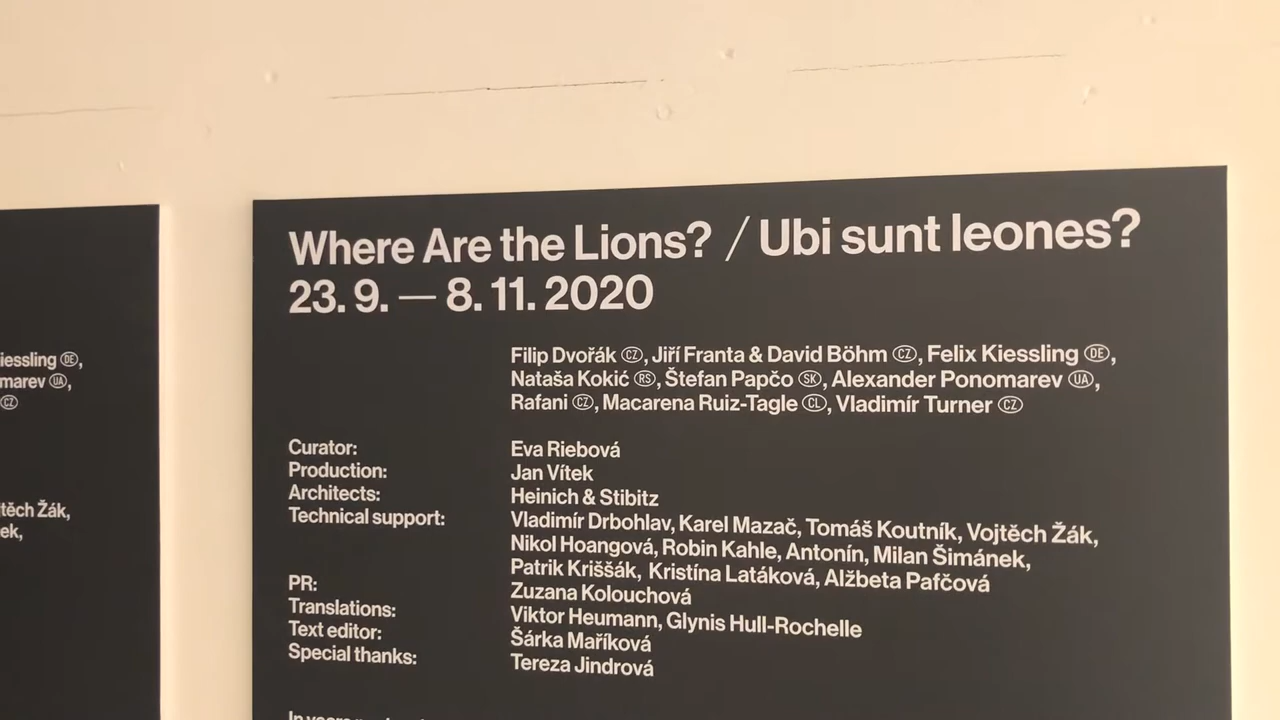 iessling DE,
marev UA,
CZ
těch Žák,
ek,
Where Are the Lions? / Ubi sunt leones?
23. 9. — 8. 11. 2020
Filip Dvořák CZ, Jiří Franta & David Böhm CZ, Felix Kiessling DE,
Nataša Kokić RS, Štefan Papčo SK, Alexander Ponomarev UA,
Rafani CZ, Macarena Ruiz-Tagle CL, Vladimír Turner CZ
Curator: Eva Riebová
Production: Jan Vítek
Architects: Heinich & Stibitz
Technical support: Vladimír Drbohlav, Karel Mazač, Tomáš Koutník, Vojtěch Žák,
Nikol Hoangová, Robin Kahle, Antonín, Milan Šimánek,
Patrik Kriššák, Kristína Latáková, Alžbeta Pafčová
PR: Zuzana Kolouchová
Translations: Viktor Heumann, Glynis Hull-Rochelle
Text editor: Šárka Maříková
Special thanks: Tereza Jindrová